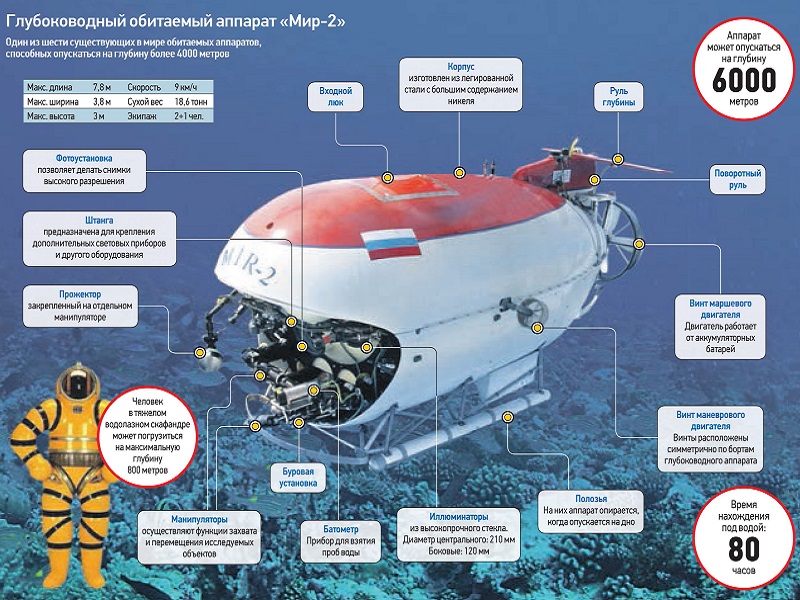 Глубоководный обитаемый аппарат «Мир-2»
Один из шести существующих в мире обитаемых аппаратов,
способных опускаться на глубину более 4000 метров
Макс. длина 7,8 м Скорость 9 км/ч
Макс. ширина 3,8 м Сухой вес 18,6 тонн
Макс. высота 3 м Экипаж 2+1 чел.
Входной
люк
Корпус
изготовлен из легированной
стали с большим содержанием
никеля
Руль
глубины
Аппарат
может опускаться
на глубину
6000
метров
Фотоустановка
позволяет делать снимки
высокого разрешения
Поворотный
руль
Штанга
предназначена для крепления
дополнительных световых приборов
и другого оборудования
MIR-2
Прожектор
закрепленный на отдельном
манипуляторе
Винт маршевого
двигателя
Двигатель работает
от аккумуляторных
батарей
Человек
в тяжелом
водолазном скафандре
может погрузиться
на максимальную
глубину
800 метров
Винт маневрового
двигателя
Винты расположены
симметрично по бортам
глубоководного аппарата
Буровая
установка
Манипуляторы
осуществляют функции захвата
и перемещения исследуемых
объектов
Батометр
Прибор для взятия
проб воды
Иллюминаторы
из высокопрочного стекла.
Диаметр центрального: 210 мм
Боковые: 120 мм
Полозья
На них аппарат опирается,
когда опускается на дно
Время
нахождения
под водой:
80
часов